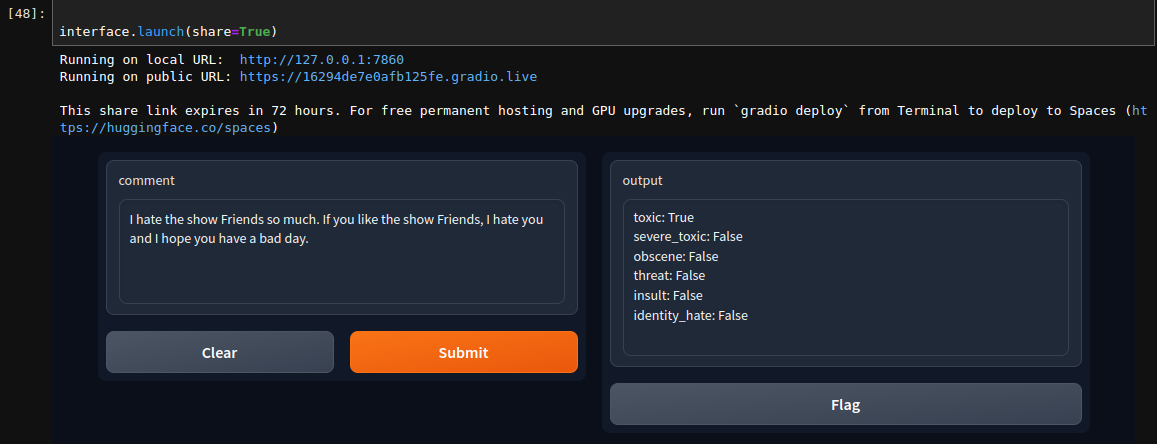 [48]:
interface.launch(share=True)
Running on local URL:  http://127.0.0.1:7860
Running on public URL: https://16294de7e0afb125fe.gradio.live
This share link expires in 72 hours. For free permanent hosting and GPU upgrades, run `gradio deploy` from Terminal to deploy to Spaces (ht
tps://huggingface.co/spaces)
comment
I hate the show Friends so much. If you like the show Friends, I hate you
and I hope you have a bad day.
Clear
Submit
output
toxic: True
severe_toxic: False
obscene: False
threat: False
insult: False
identity_hate: False
Flag